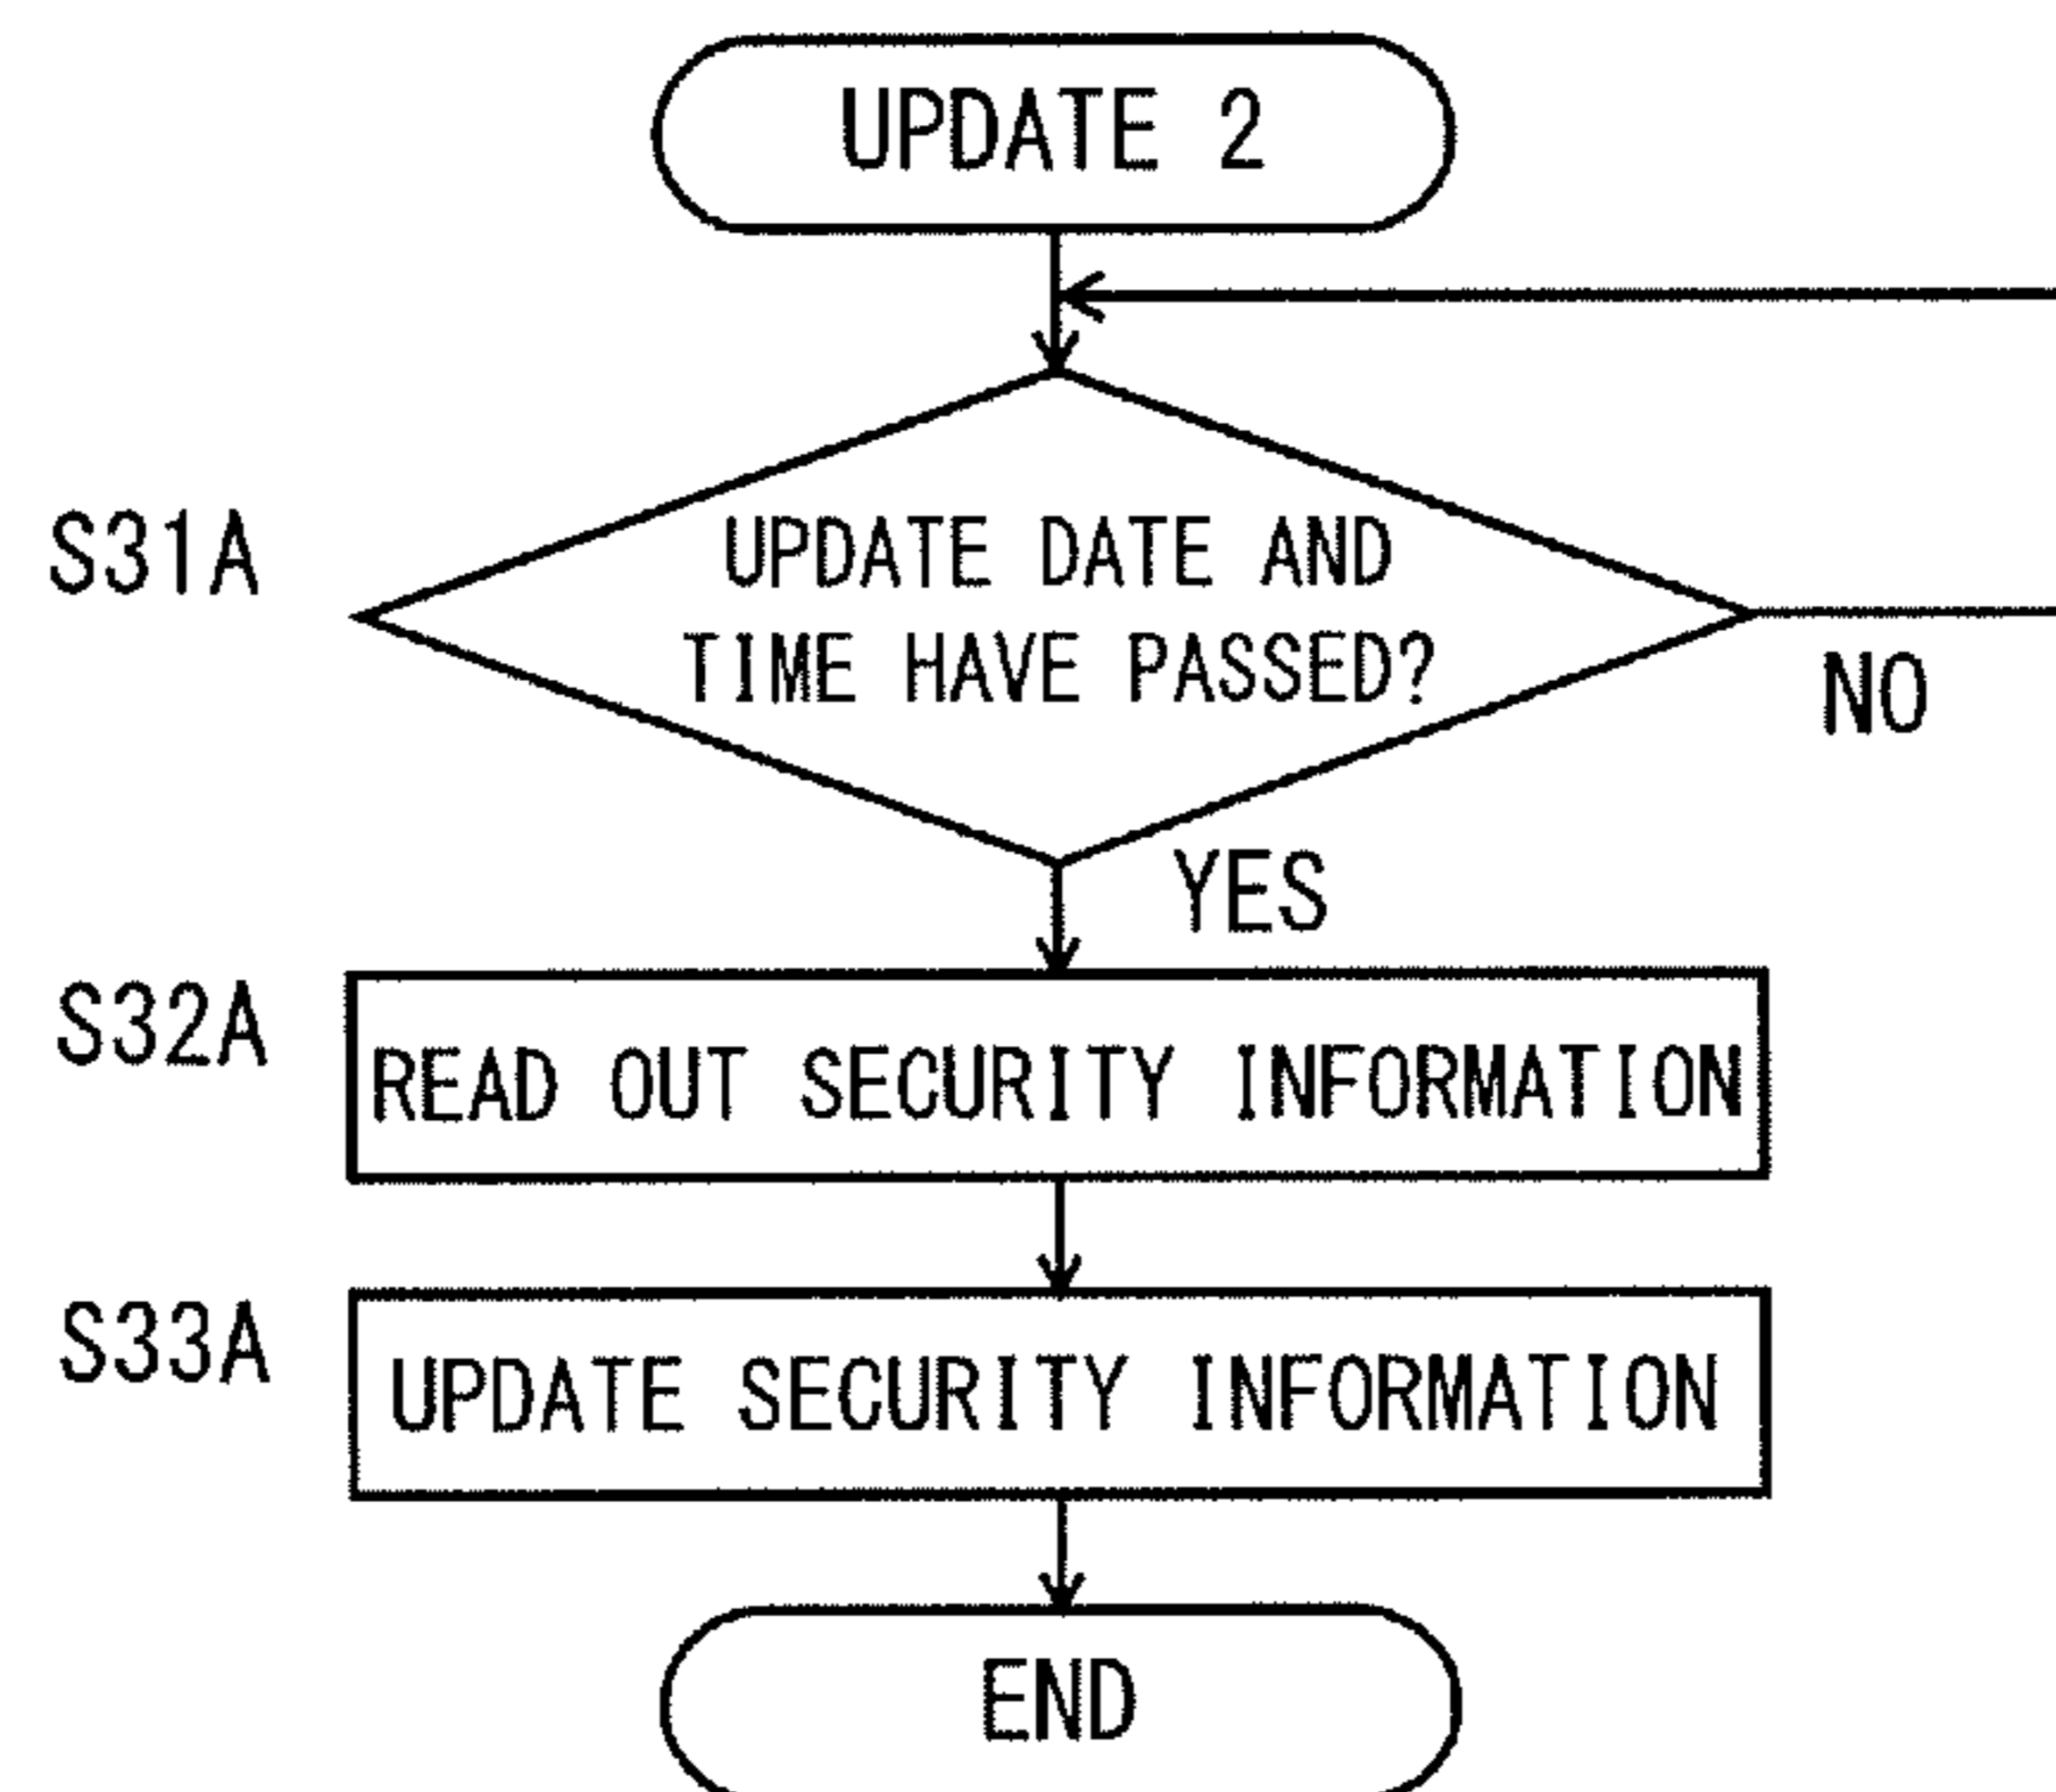 UPDATE 2
S31A
UPDATE DATE AND
TIME HAVE PASSED?
NO
YES
S32A
READ OUT SECURITY INFORMATION
S33A
UPDATE SECURITY INFORMATION
END